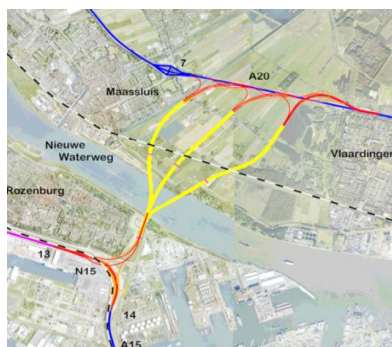 7
A20
Maassluis
Nieuwe
Waterweg
Vlaardingen
Rozenburg
13
N15
14
A15